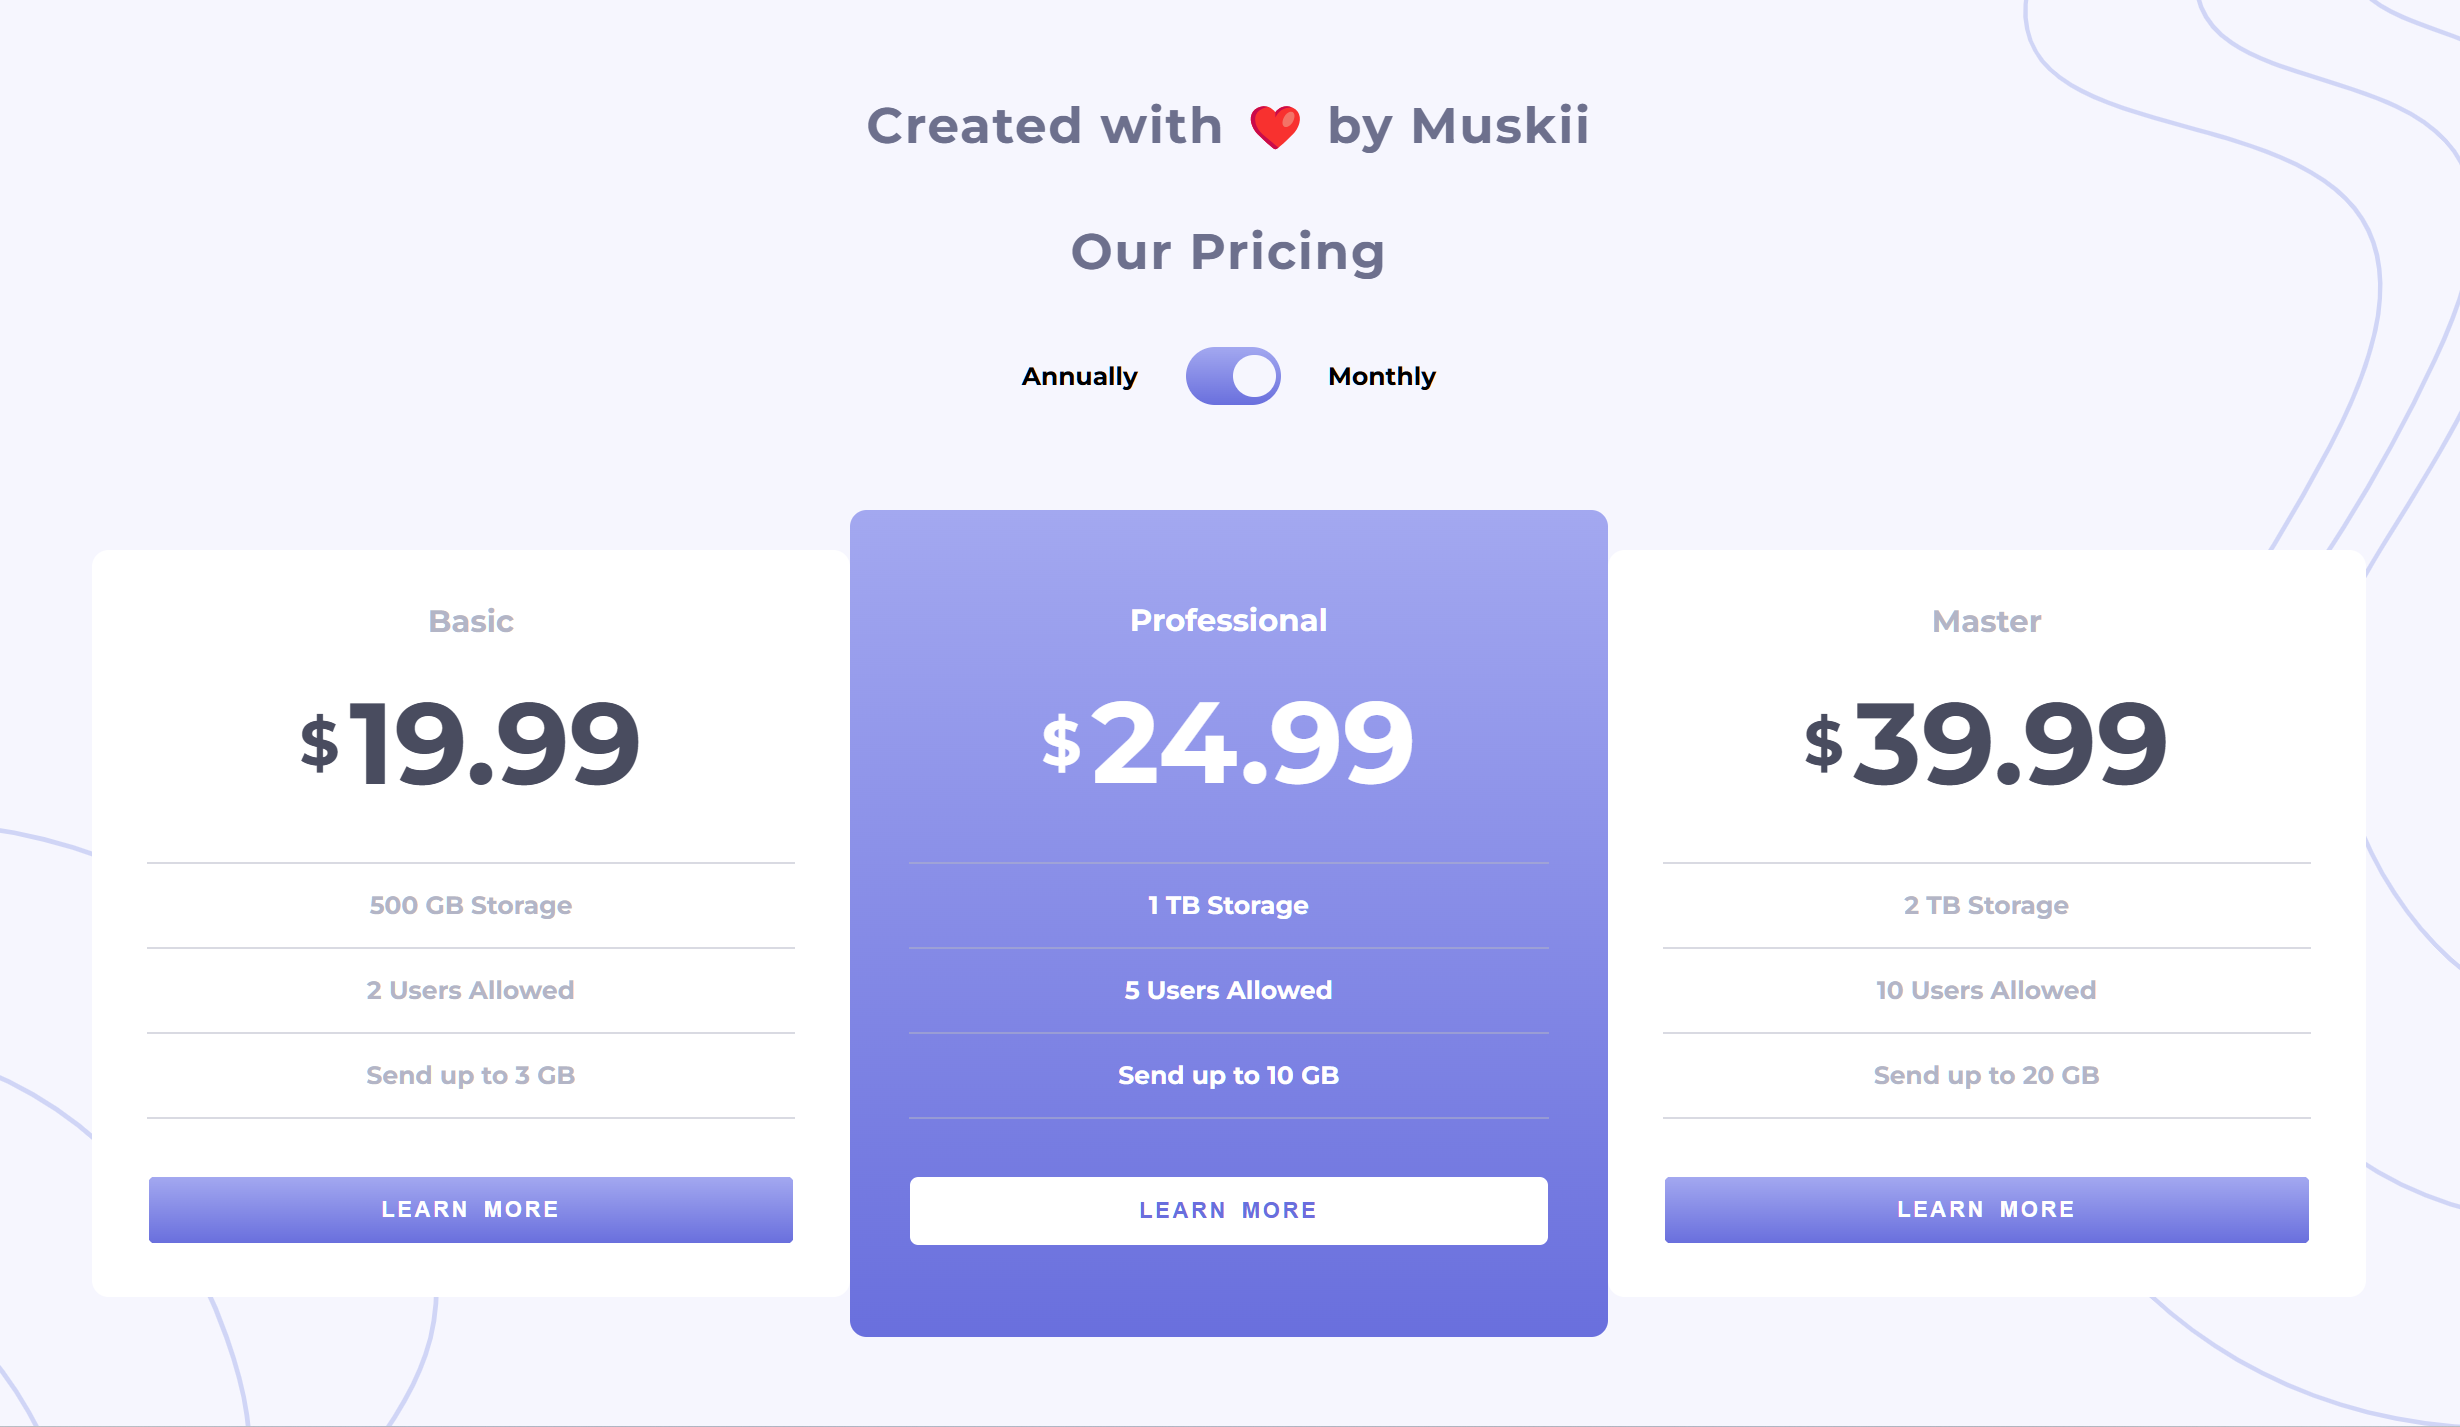 Created with ❤️ by Muskii
Our Pricing
Annually
Monthly
Basic
$19.99
500 GB Storage
2 Users Allowed
Send up to 3 GB
LEARN MORE
Professional
$24.99
1 TB Storage
5 Users Allowed
Send up to 10 GB
LEARN MORE
Master
$39.99
2 TB Storage
10 Users Allowed
Send up to 20 GB
LEARN MORE